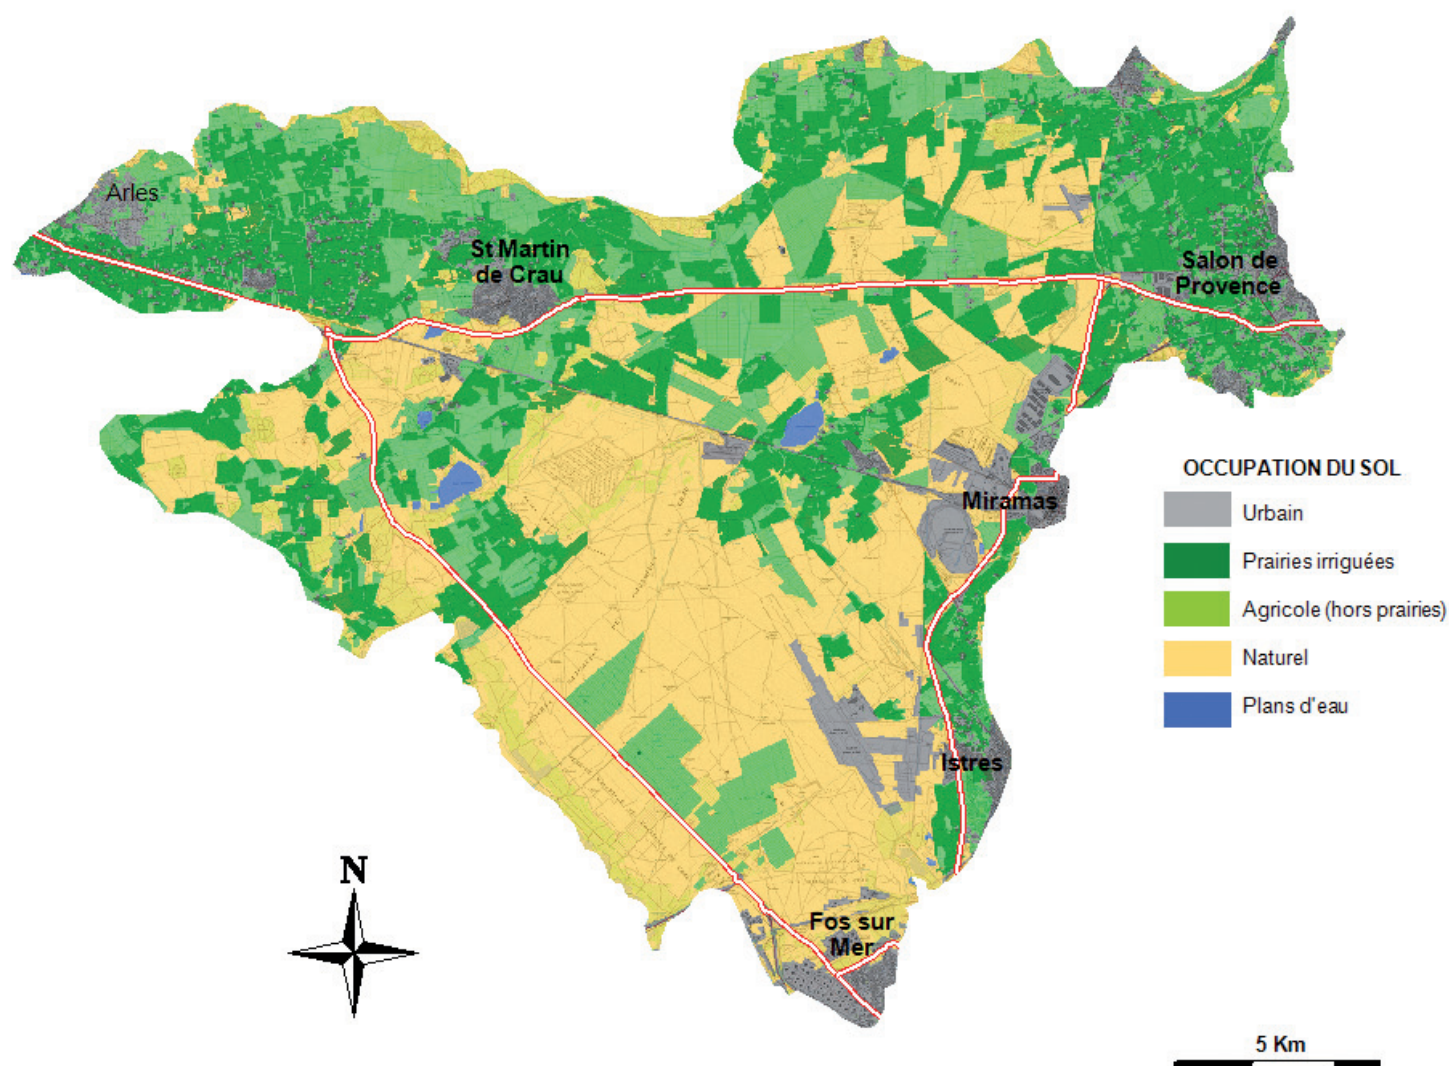 Arles
St Martin
de Crau
Salon de
Provence
OCCUPATION DU SOL
Urbain
Miramas
Prairies irriguées
Agricole (hors prairies)
Naturel
Plans d'eau
Istres
N
Fos sur
Mer
5 Km